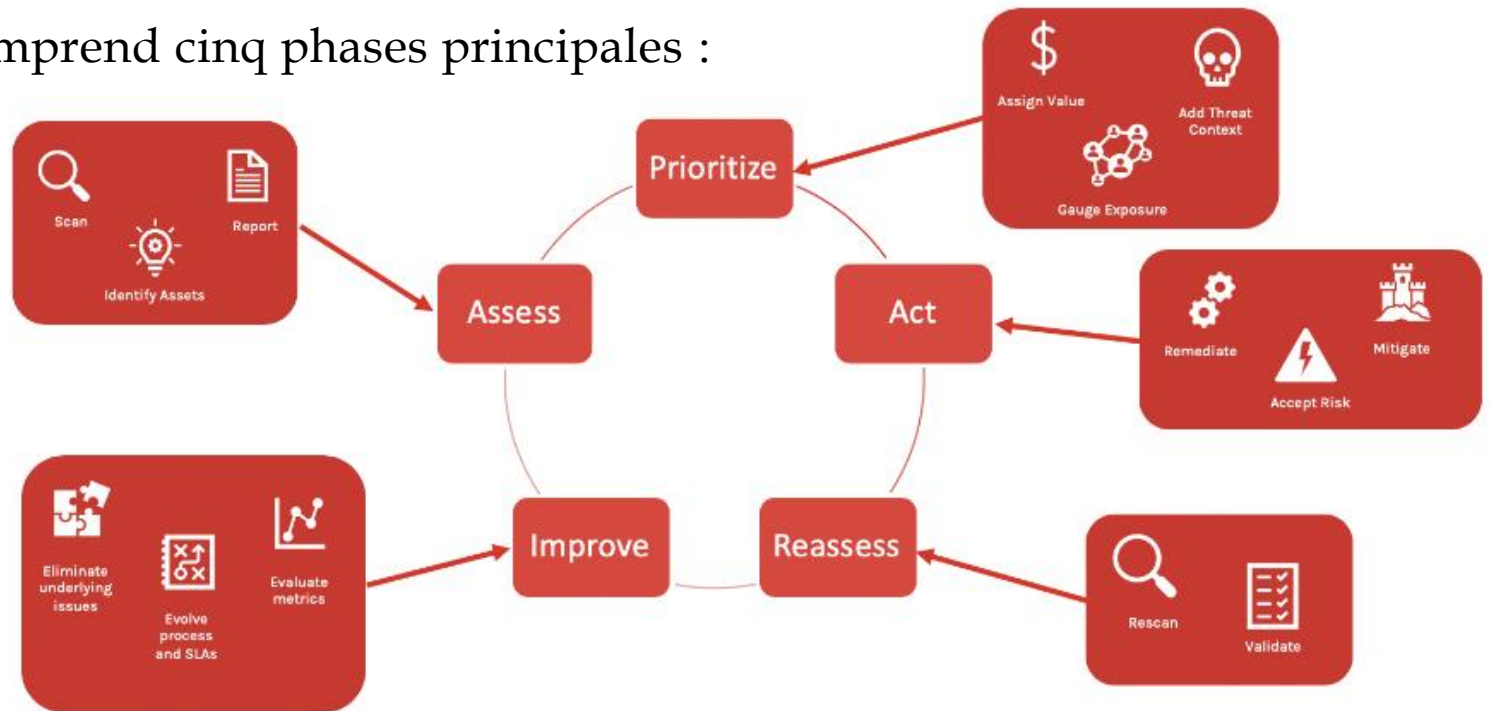 mprend cinq phases principales :
Prioritize
Assign Value
Add Threat
Context
Gauge Exposure
Act
Remediate
Mitigate
Accept Risk
Reassess
Rescan
Validate
Improve
Eliminate
underlying
issues
Evolve
process
and SLAs
Evaluate
metrics
Assess
Scan
Report
Identify Assets